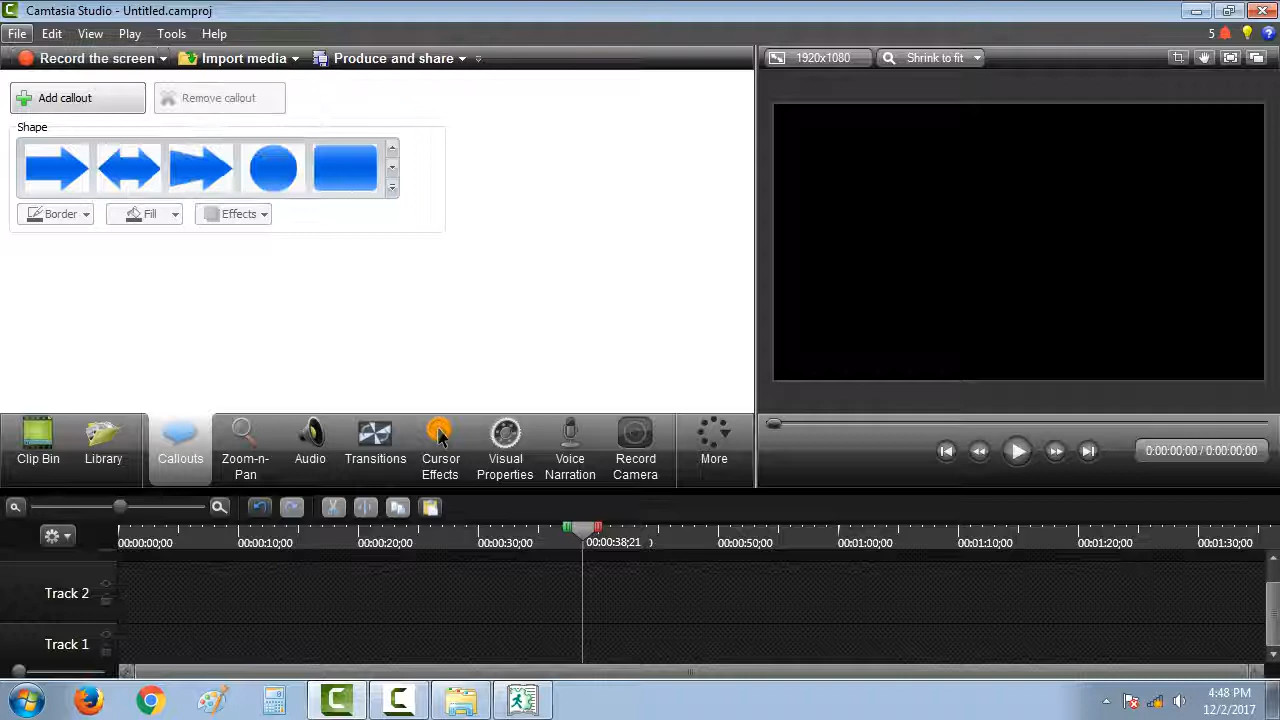 Camtasia Studio - Untitled.camproj
File Edit View Play Tools Help 5
Record the screen Import media Produce and share 1920x1080 Shrink to fit
Add callout Remove callout
Shape
Border Fill Effects
Clip Bin Library Callouts Zoom-n-Pan Audio Transitions Cursor Effects Visual Properties Voice Narration Record Camera More
0:00:00;00 / 0:00:00;00
00:00:00;00 00:00:10;00 00:00:20;00 00:00:30;00 00:00:38;21 00:00:50;00 00:01:00;00 00:01:10;00 00:01:20;00 00:01:30;00
Track 2
Track 1
4:48 PM
12/2/2017